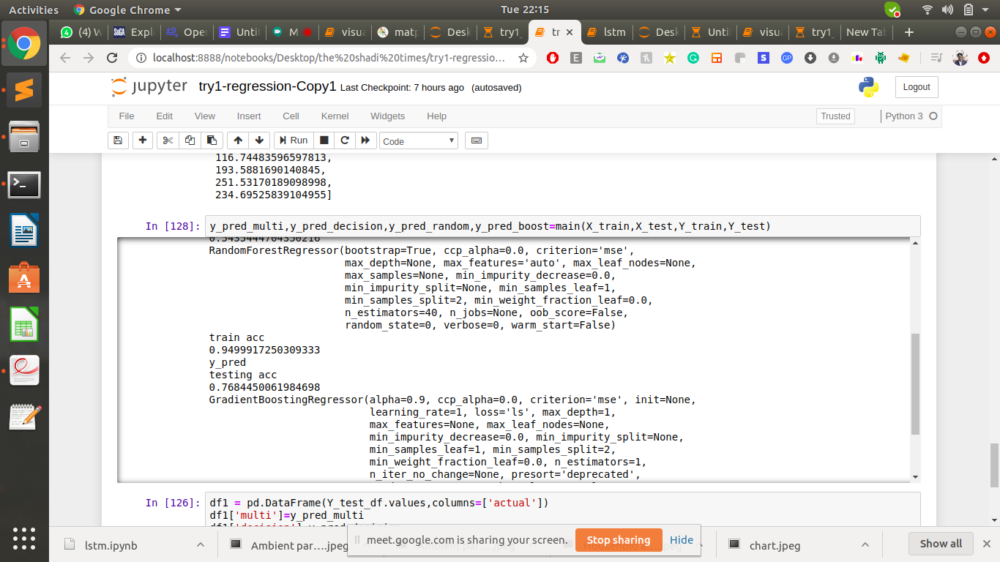 Activities Google Chrome Tue 22:15
(4) W Expl Oper Unti M visua matp Desk try1_ tr lstm Desk Unti visua try1_ New Tab
localhost:8888/notebooks/Desktop/the%20shadi%20times/try1-regressio...
jupyter try1-regression-Copy1 Last Checkpoint: 7 hours ago (autosaved) Logout
File Edit View Insert Cell Kernel Widgets Help Trusted Python 3
Run Code
116.74483596597813,
193.5881690140845,
251.53170189098998,
234.69525839104955]
In [128]: y_pred_multi,y_pred_decision,y_pred_random,y_pred_boost=main(X_train,X_test,Y_train,Y_test)
0.5435444704350216
RandomForestRegressor(bootstrap=True, ccp_alpha=0.0, criterion='mse',
max_depth=None, max_features='auto', max_leaf_nodes=None,
max_samples=None, min_impurity_decrease=0.0,
min_impurity_split=None, min_samples_leaf=1,
min_samples_split=2, min_weight_fraction_leaf=0.0,
n_estimators=40, n_jobs=None, oob_score=False,
random_state=0, verbose=0, warm_start=False)
train acc
0.9499917250309333
y_pred
testing acc
0.7684450061984698
GradientBoostingRegressor(alpha=0.9, ccp_alpha=0.0, criterion='mse', init=None,
learning_rate=1, loss='ls', max_depth=1,
max_features=None, max_leaf_nodes=None,
min_impurity_decrease=0.0, min_impurity_split=None,
min_samples_leaf=1, min_samples_split=2,
min_weight_fraction_leaf=0.0, n_estimators=1,
n_iter_no_change=None, presort='deprecated',
In [126]: df1 = pd.DataFrame(Y_test_df.values,columns=['actual'])
df1['multi']=y_pred_multi
meet.google.com is sharing your screen. Stop sharing Hide
lstm.ipynb Ambient par....jpeg chart.jpeg Show all